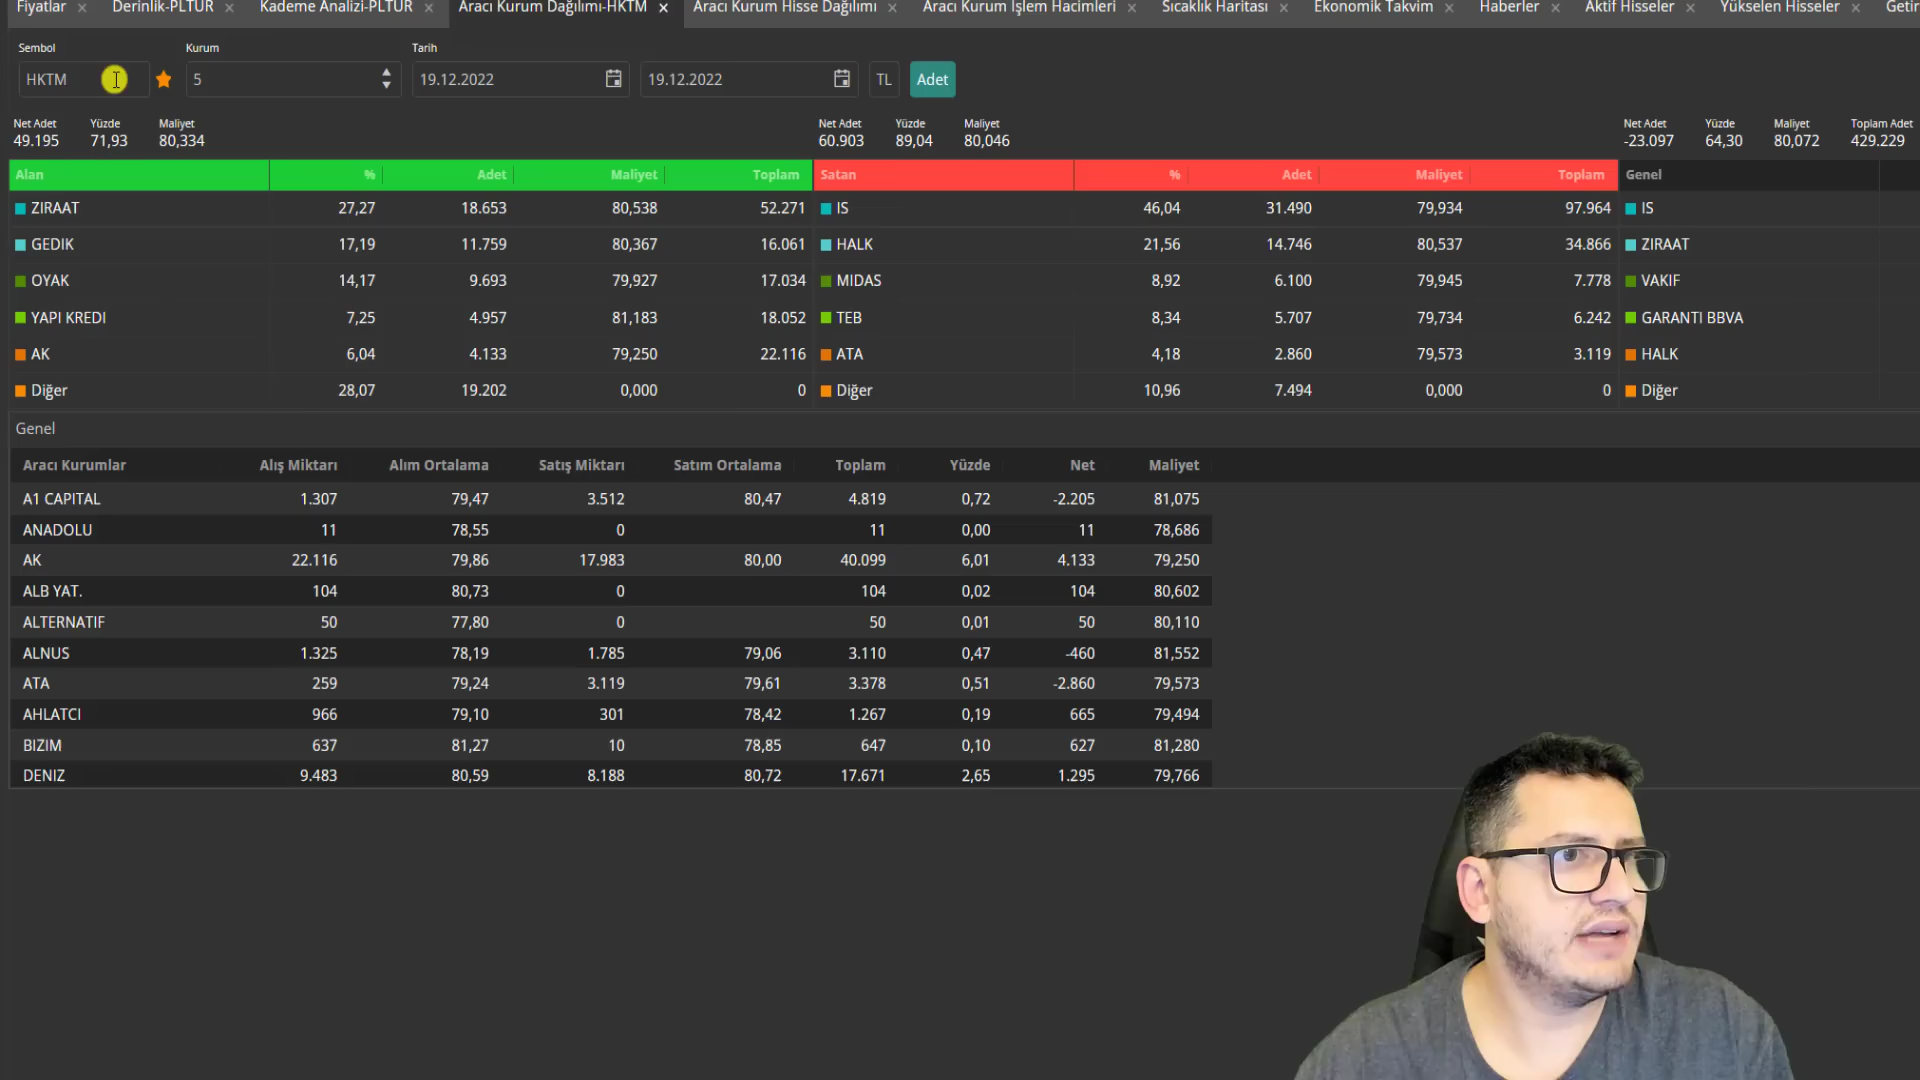 Fiyatlar × Derinlik-PLTUR × Kademe Analizi-PLTUR × Aracı Kurum Dağılımı-HKTM × Aracı Kurum Hisse Dağılımı × Aracı Kurum İşlem Hacimleri × Sıcaklık Haritası × Ekonomik Takvim × Haberler × Aktif Hisseler × Yükselen Hisseler × Getir
Sembol Kurum Tarih
HKTM 5 19.12.2022 19.12.2022 TL Adet
Net Adet Yüzde Maliyet Net Adet Yüzde Maliyet Net Adet Yüzde Maliyet Toplam Adet
49.195 71,93 80,334 60.903 89,04 80,046 -23.097 64,30 80,072 429.229
Alan % Adet Maliyet Toplam Satan % Adet Maliyet Toplam Genel
ZIRAAT 27,27 18.653 80,538 52.271 IS 46,04 31.490 79,934 97.964 IS
GEDIK 17,19 11.759 80,367 16.061 HALK 21,56 14.746 80,537 34.866 ZIRAAT
OYAK 14,17 9.693 79,927 17.034 MIDAS 8,92 6.100 79,945 7.778 VAKIF
YAPI KREDI 7,25 4.957 81,183 18.052 TEB 8,34 5.707 79,734 6.242 GARANTI BBVA
AK 6,04 4.133 79,250 22.116 ATA 4,18 2.860 79,573 3.119 HALK
Diğer 28,07 19.202 0,000 0 Diğer 10,96 7.494 0,000 0 Diğer
Genel
Aracı Kurumlar Alış Miktarı Alım Ortalama Satış Miktarı Satım Ortalama Toplam Yüzde Net Maliyet
A1 CAPITAL 1.307 79,47 3.512 80,47 4.819 0,72 -2.205 81,075
ANADOLU 11 78,55 0 11 0,00 11 78,686
AK 22.116 79,86 17.983 80,00 40.099 6,01 4.133 79,250
ALB YAT. 104 80,73 0 104 0,02 104 80,602
ALTERNATIF 50 77,80 0 50 0,01 50 80,110
ALNUS 1.325 78,19 1.785 79,06 3.110 0,47 -460 81,552
ATA 259 79,24 3.119 79,61 3.378 0,51 -2.860 79,573
AHLATCI 966 79,10 301 78,42 1.267 0,19 665 79,494
BIZIM 637 81,27 10 78,85 647 0,10 627 81,280
DENIZ 9.483 80,59 8.188 80,72 17.671 2,65 1.295 79,766